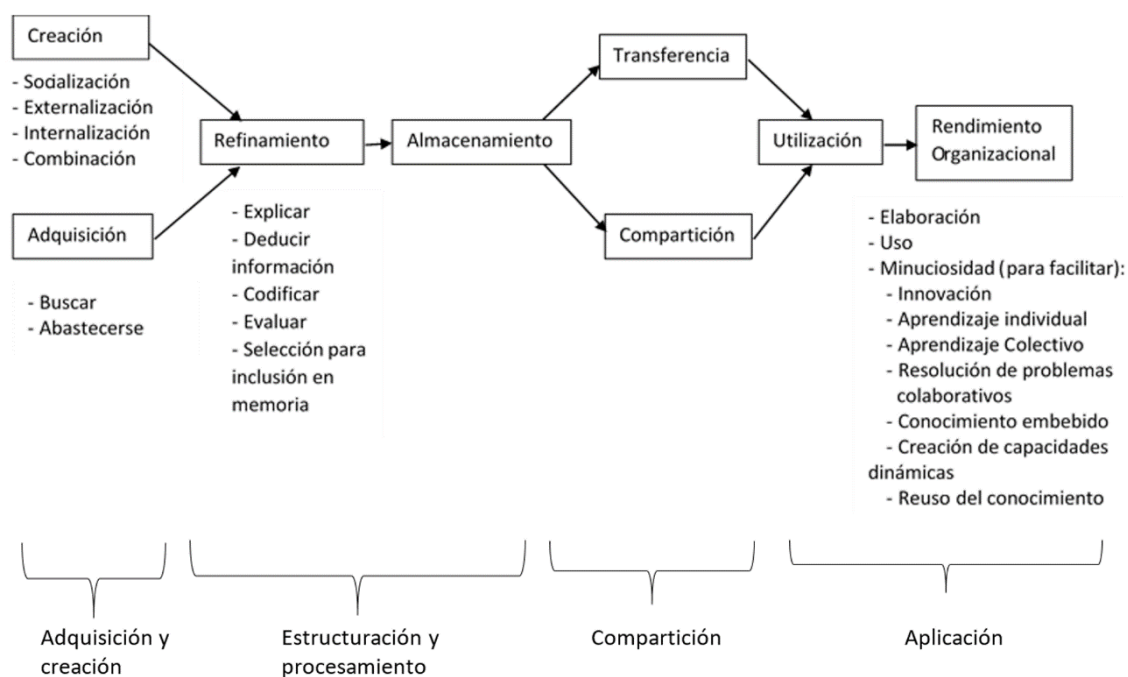 Creación
- Socialización
- Externalización
- Internalización
- Combinación
Adquisición
- Buscar
- Abastecerse
Refinamiento
- Explicar
- Deducir
información
- Codificar
- Evaluar
- Selección para
inclusión en
memoria
Almacenamiento
Transferencia
Compartición
Utilización
Rendimiento
Organizacional
- Elaboración
- Uso
- Minuciosidad (para facilitar):
- Innovación
- Aprendizaje individual
- Aprendizaje Colectivo
- Resolución de problemas
colaborativos
- Conocimiento embebido
- Creación de capacidades
dinámicas
- Reuso del conocimiento
Adquisición y
creación
Estructuración y
procesamiento
Compartición
Aplicación